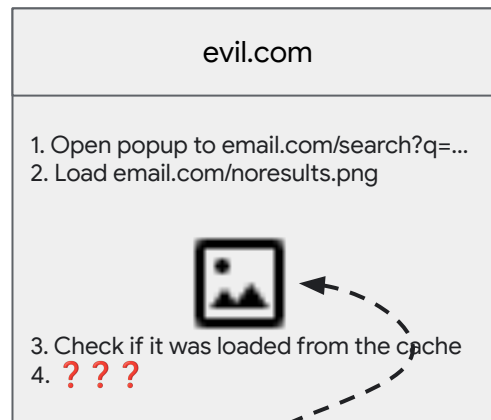 evil.com
1. Open popup to email.com/search?q=...
2. Load email.com/noresults.png
3. Check if it was loaded from the cache
4. ❓❓❓